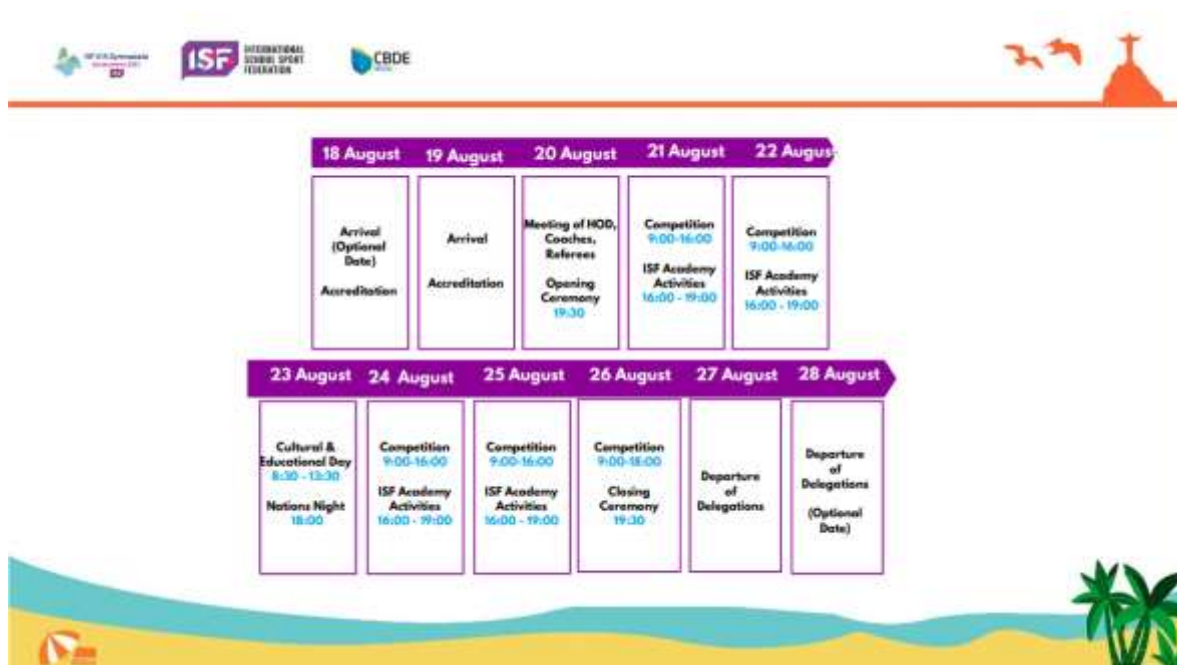 ISF U15 Gymnasiade
ISF
INTERNATIONAL
SCHOOL SPORT
FEDERATION
CBDE
18 August
19 August
20 August
21 August
22 August
Arrival
(Optional
Date)
Accreditation
Arrival
Accreditation
Meeting of HOD,
Coaches,
Referees
Opening
Ceremony
19:30
Competition
9:00-16:00
ISF Academy
Activities
16:00 - 19:00
Competition
9:00-16:00
ISF Academy
Activities
16:00 - 19:00
23 August
24 August
25 August
26 August
27 August
28 August
Cultural &
Educational Day
8:30 - 13:30
Nations Night
18:00
Competition
9:00-16:00
ISF Academy
Activities
16:00 - 19:00
Competition
9:00-16:00
ISF Academy
Activities
16:00 - 19:00
Competition
Closing
Ceremony
19:30
Departure
of
Delegations
Departure
of
Delegations
(Optional
Date)